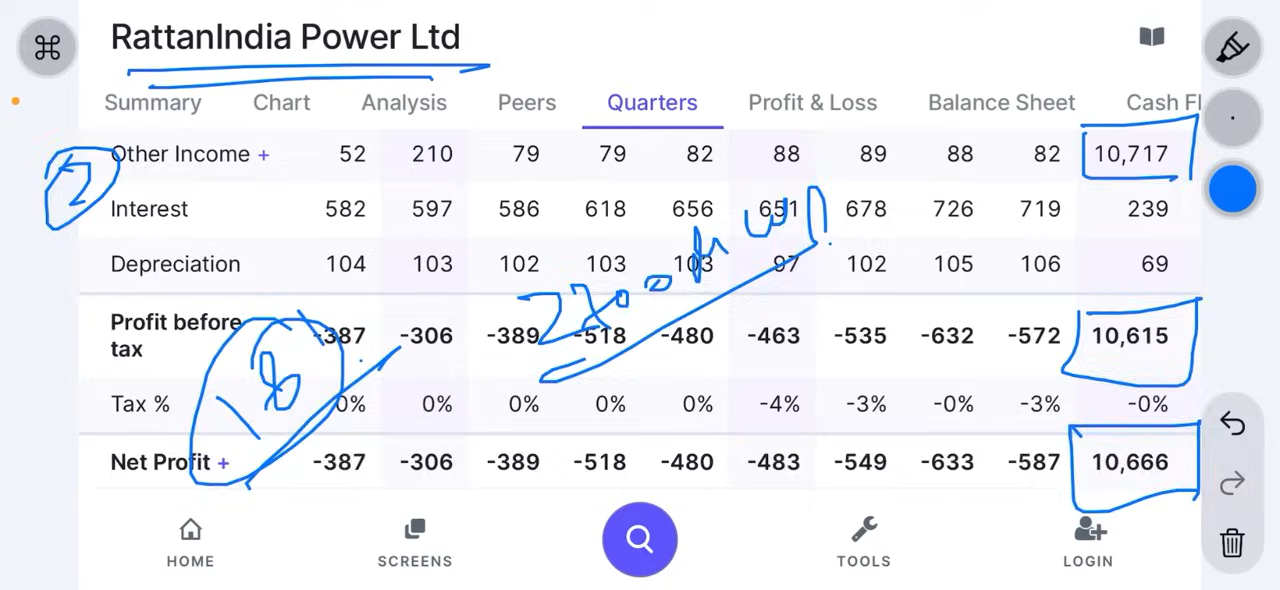 RattanIndia Power Ltd
Summary Chart Analysis Peers Quarters Profit & Loss Balance Sheet Cash Fl
Other Income + 52 210 79 79 82 88 89 88 82 10,717
2
Interest 582 597 586 618 656 651 678 726 719 239
Depreciation 104 103 102 103 103 97 102 105 106 69
Profit before tax -387 -306 -389 -518 -480 -463 -535 -632 -572 10,615
Tax % 0% 0% 0% 0% 0% -4% -3% -0% -3% -0%
Net Profit + -387 -306 -389 -518 -480 -483 -549 -633 -587 10,666
HOME SCREENS TOOLS LOGIN